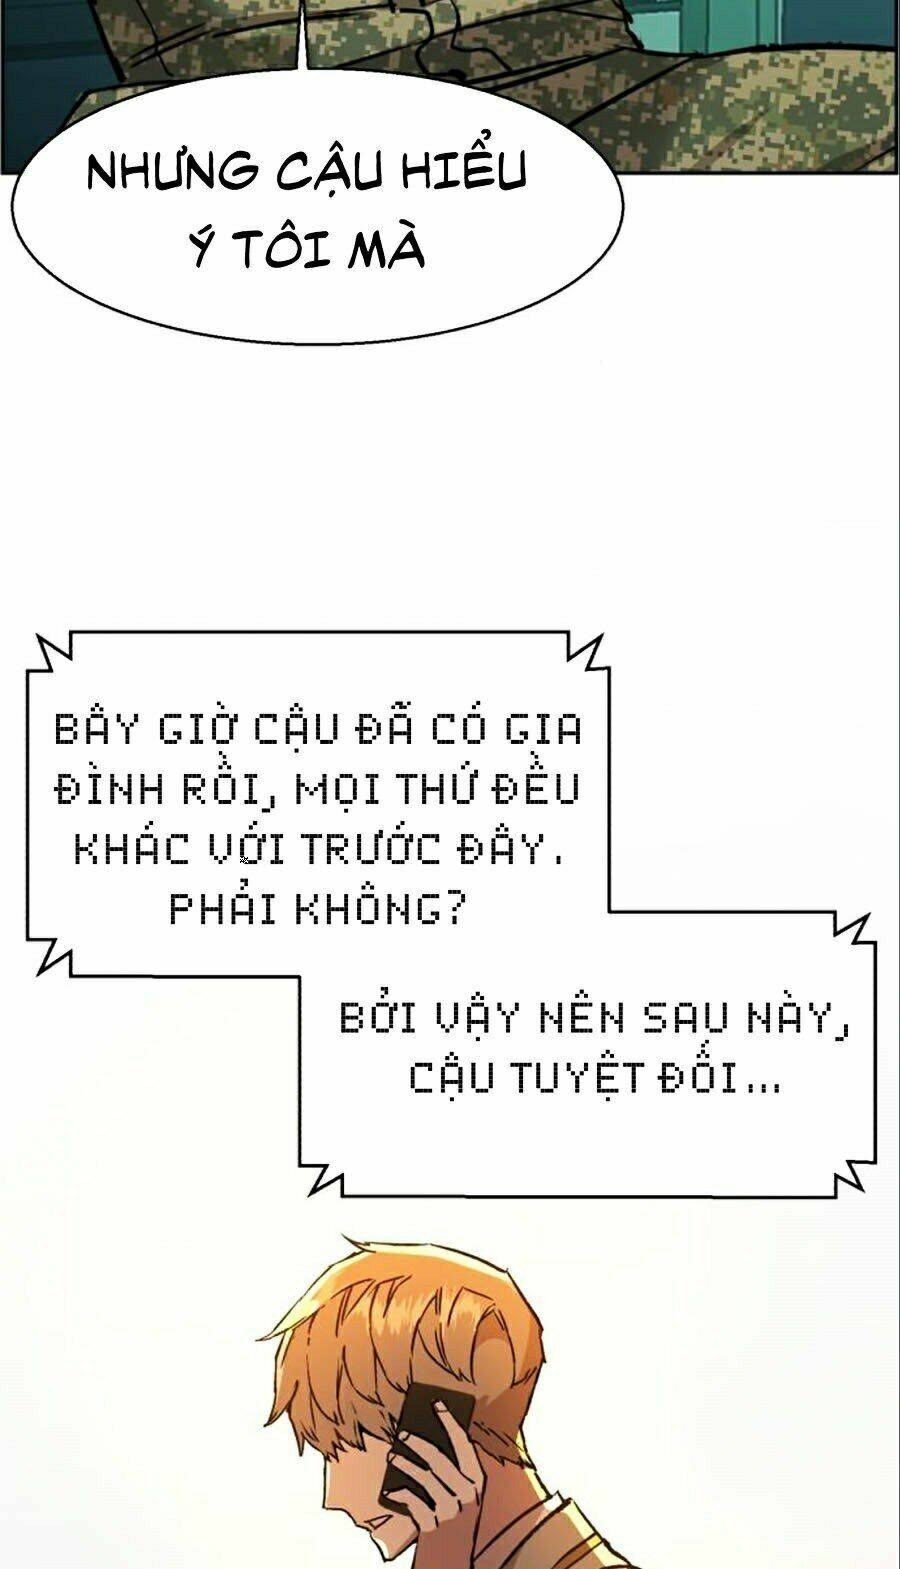 NHƯNG CẬU HIỂU
Ý TÔI MÀ
BÂY GIỜ CẬU ĐÃ CÓ GIA
ĐÌNH RỒI, MỌI THỨ ĐỀU
KHÁC VỚI TRƯỚC ĐÂY.
PHẢI KHÔNG?
BỞI VẬY NÊN SAU NÀY,
CẬU TUYỆT ĐỐI...